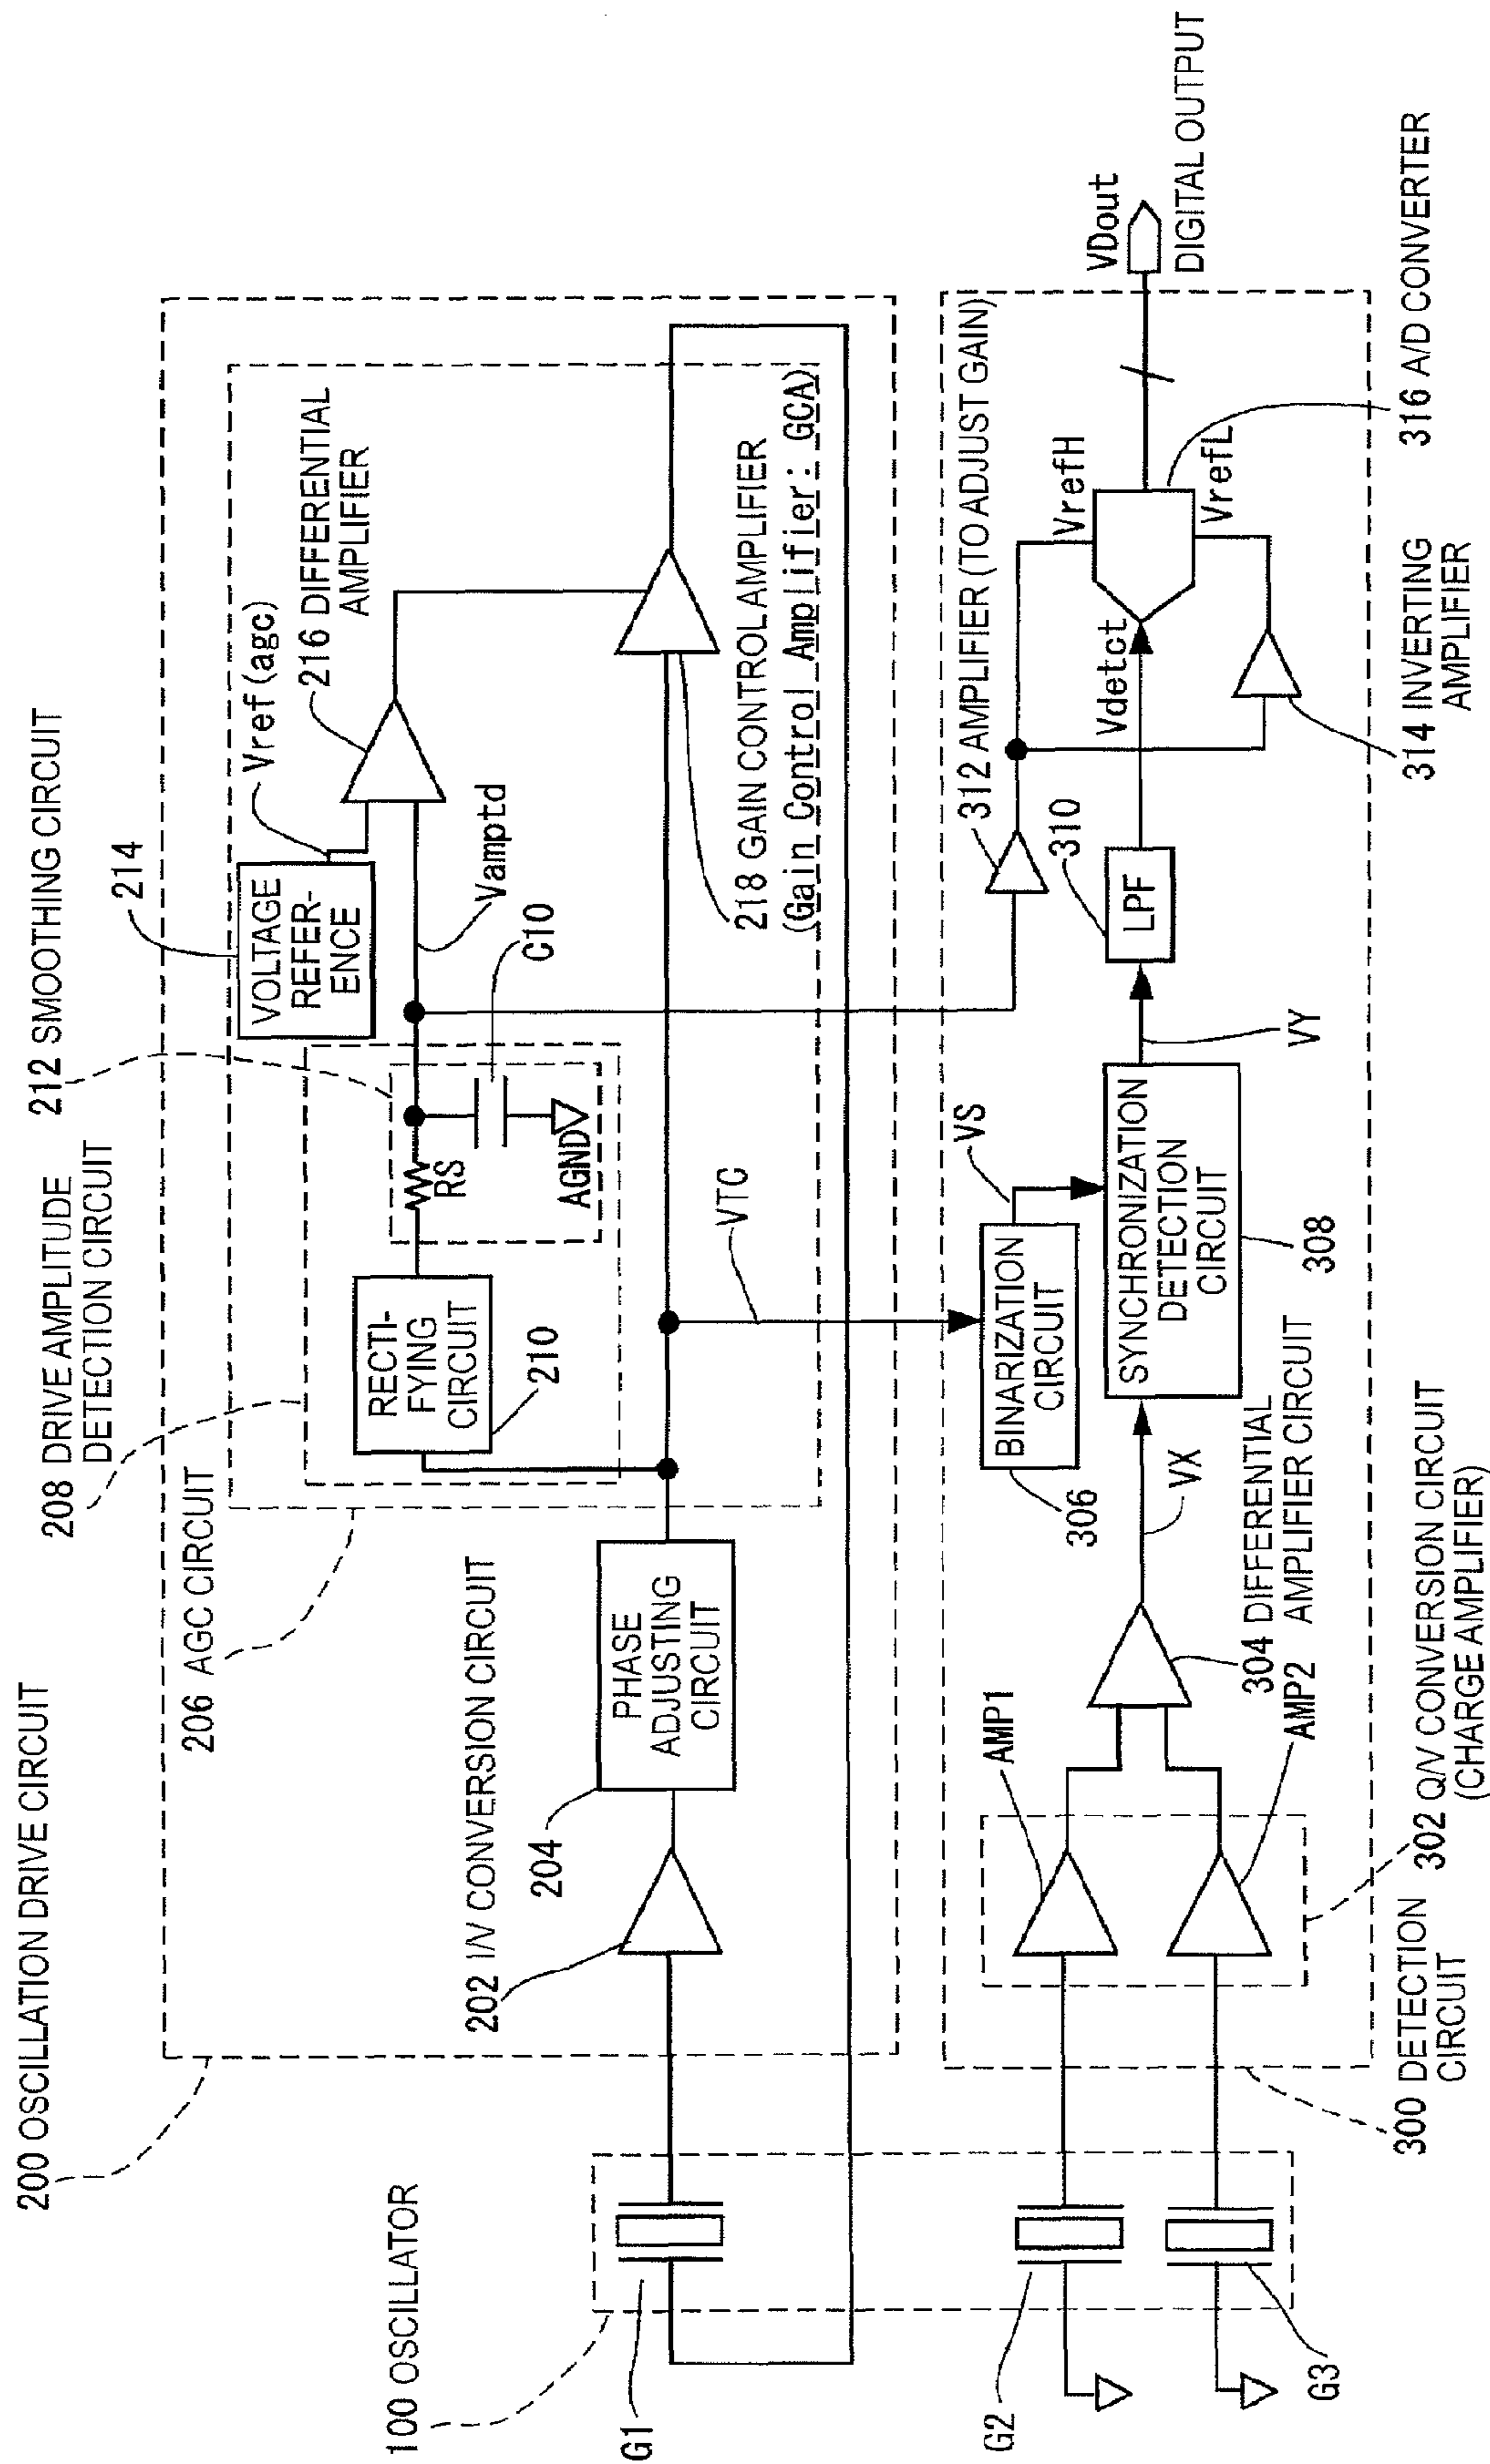 200 OSCILLATION DRIVE CIRCUIT
208 DRIVE AMPLITUDE
DETECTION CIRCUIT
212 SMOOTHING CIRCUIT
214
206 AGC CIRCUIT
VOLTAGE
REFER-
ENCE
Vref(agc)
216 DIFFERENTIAL
AMPLIFIER
RECTI-
FYING
CIRCUIT
210
RS
AGND
C10
Vamptd
100 OSCILLATOR
G1
202 I/V CONVERSION CIRCUIT
204
PHASE
ADJUSTING
CIRCUIT
218 GAIN CONTROL AMPLIFIER
(Gain Control Amplifier: GCA)
VTC
G2
G3
AMP1
AMP2
304 DIFFERENTIAL
AMPLIFIER CIRCUIT
VX
306
BINARIZATION
CIRCUIT
VS
SYNCHRONIZATION
DETECTION
CIRCUIT
308
VY
310
LPF
312 AMPLIFIER (TO ADJUST GAIN)
Vdetct
VrefH
VrefL
VDout
DIGITAL OUTPUT
300 DETECTION
CIRCUIT
302 Q/V CONVERSION CIRCUIT
(CHARGE AMPLIFIER)
314 INVERTING
AMPLIFIER
316 A/D CONVERTER